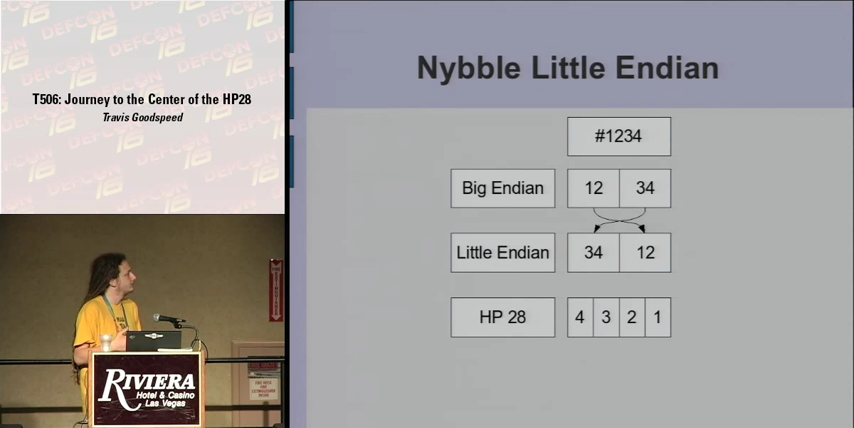 T506: Journey to the Center of the HP28
Travis Goodspeed
DEFCON
16
RIVIERA
Hotel & Casino
Las Vegas
Nybble Little Endian
#1234
Big Endian 12 34
Little Endian 34 12
HP 28 4 3 2 1